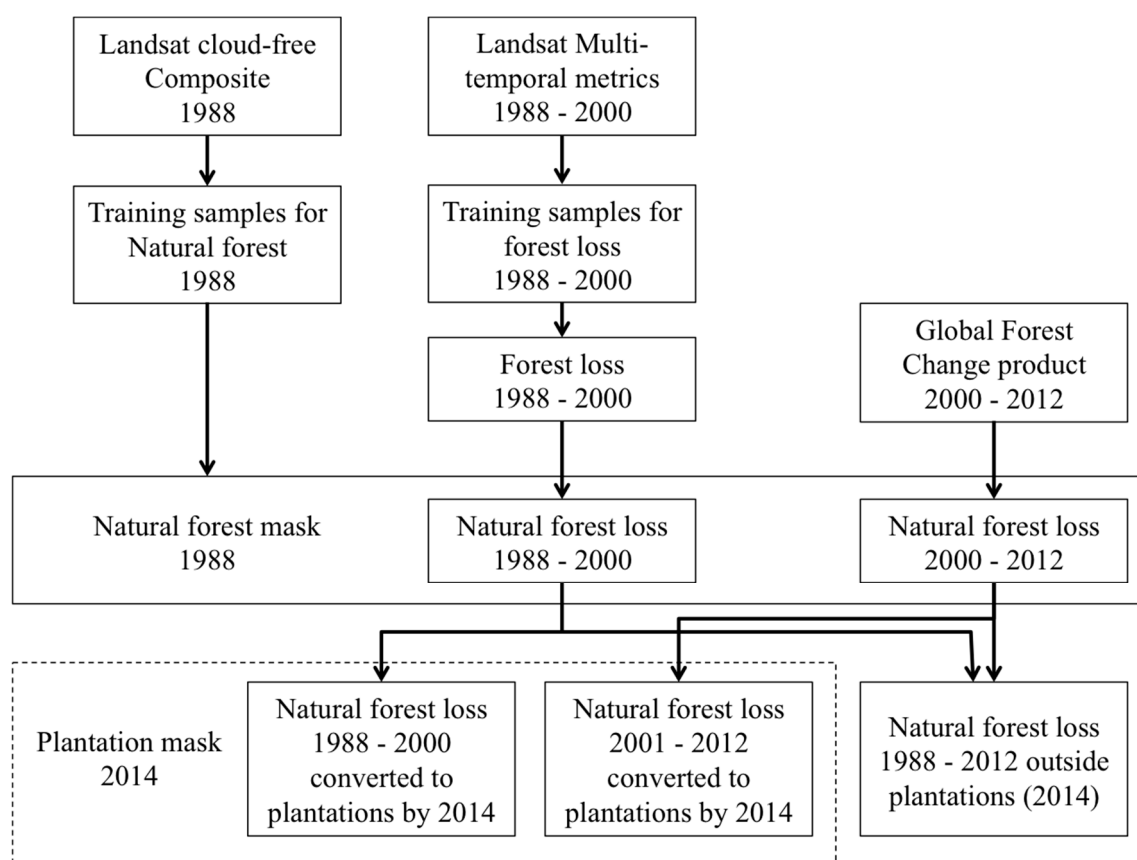 Landsat cloud-free
Composite
1988
Landsat Multi-
temporal metrics
1988 - 2000
Training samples for
Natural forest
1988
Training samples for
forest loss
1988 - 2000
Forest loss
1988 - 2000
Global Forest
Change product
2000 - 2012
Natural forest mask
1988
Natural forest loss
1988 - 2000
Natural forest loss
2000 - 2012
Plantation mask
2014
Natural forest loss
1988 - 2000
converted to
plantations by 2014
Natural forest loss
2001 - 2012
converted to
plantations by 2014
Natural forest loss
1988 - 2012 outside
plantations (2014)